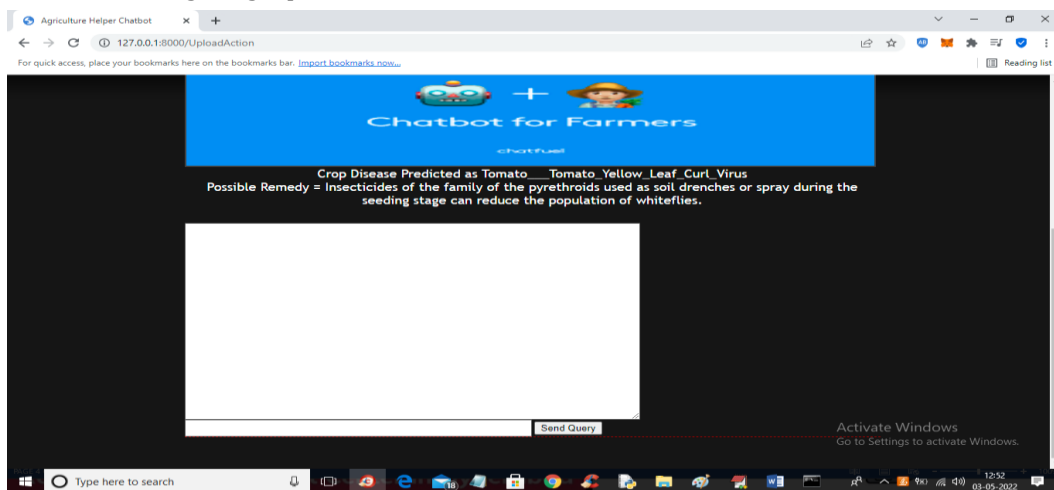 Agriculture Helper Chatbot
127.0.0.1:8000/UploadAction
For quick access, place your bookmarks here on the bookmarks bar. Import bookmarks now...
Reading list
Chatbot for Farmers
chatfuel
Crop Disease Predicted as Tomato___Tomato_Yellow_Leaf_Curl_Virus
Possible Remedy = Insecticides of the family of the pyrethroids used as soil drenches or spray during the
seeding stage can reduce the population of whiteflies.
Send Query
Activate Windows
Go to Settings to activate Windows.
Type here to search
12:52
03-05-2022